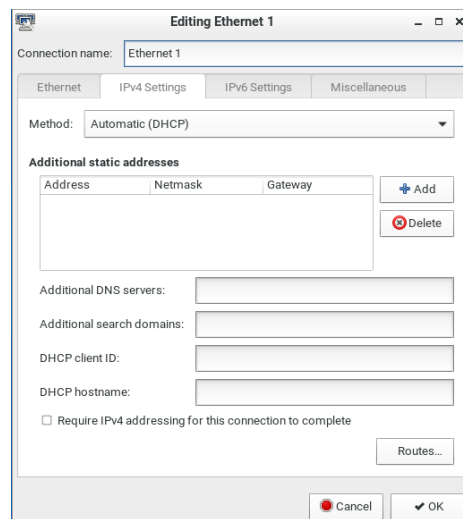 Editing Ethernet 1
Connection name: Ethernet 1
Ethernet IPv4 Settings IPv6 Settings Miscellaneous
Method: Automatic (DHCP)
Additional static addresses
Address Netmask Gateway
Add
Delete
Additional DNS servers:
Additional search domains:
DHCP client ID:
DHCP hostname:
Require IPv4 addressing for this connection to complete
Routes...
Cancel OK